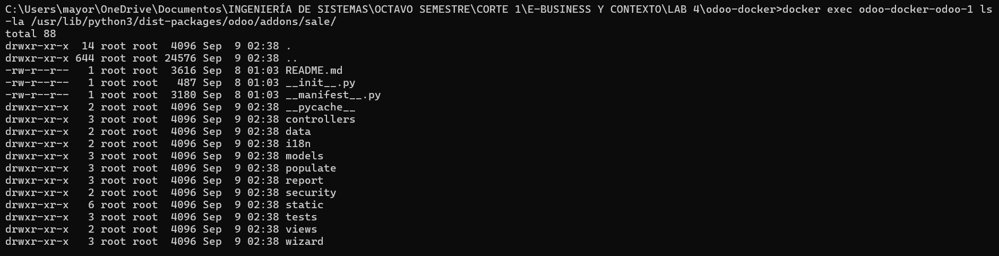 C:\Users\mayor\OneDrive\Documentos\INGENIERÍA DE SISTEMAS\OCTAVO SEMESTRE\CORTE 1\E-BUSINESS Y CONTEXTO\LAB 4\odoo-docker>docker exec odoo-docker-odoo-1 ls
-la /usr/lib/python3/dist-packages/odoo/addons/sale/
total 88
drwxr-xr-x  14 root root  4096 Sep  9 02:38 .
drwxr-xr-x 644 root root 24576 Sep  9 02:38 ..
-rw-r--r--   1 root root  3616 Sep  8 01:03 README.md
-rw-r--r--   1 root root   487 Sep  8 01:03 __init__.py
-rw-r--r--   1 root root  3180 Sep  8 01:03 __manifest__.py
drwxr-xr-x   2 root root  4096 Sep  9 02:38 __pycache__
drwxr-xr-x   3 root root  4096 Sep  9 02:38 controllers
drwxr-xr-x   2 root root  4096 Sep  9 02:38 data
drwxr-xr-x   2 root root  4096 Sep  9 02:38 i18n
drwxr-xr-x   3 root root  4096 Sep  9 02:38 models
drwxr-xr-x   3 root root  4096 Sep  9 02:38 populate
drwxr-xr-x   3 root root  4096 Sep  9 02:38 report
drwxr-xr-x   2 root root  4096 Sep  9 02:38 security
drwxr-xr-x   6 root root  4096 Sep  9 02:38 static
drwxr-xr-x   3 root root  4096 Sep  9 02:38 tests
drwxr-xr-x   2 root root  4096 Sep  9 02:38 views
drwxr-xr-x   3 root root  4096 Sep  9 02:38 wizard